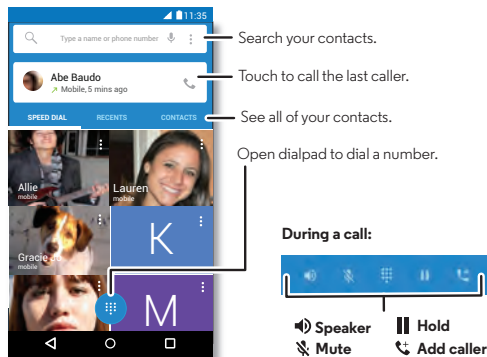 11:35
Type a name or phone number
Search your contacts.
Abe Baudo
Mobile, 5 mins ago
Touch to call the last caller.
SPEED DIAL RECENTS CONTACTS
See all of your contacts.
Open dialpad to dial a number.
Allie
mobile
Lauren
mobile
Gracie Jo
mobile
K
M
During a call:
Speaker
Hold
Mute
Add caller